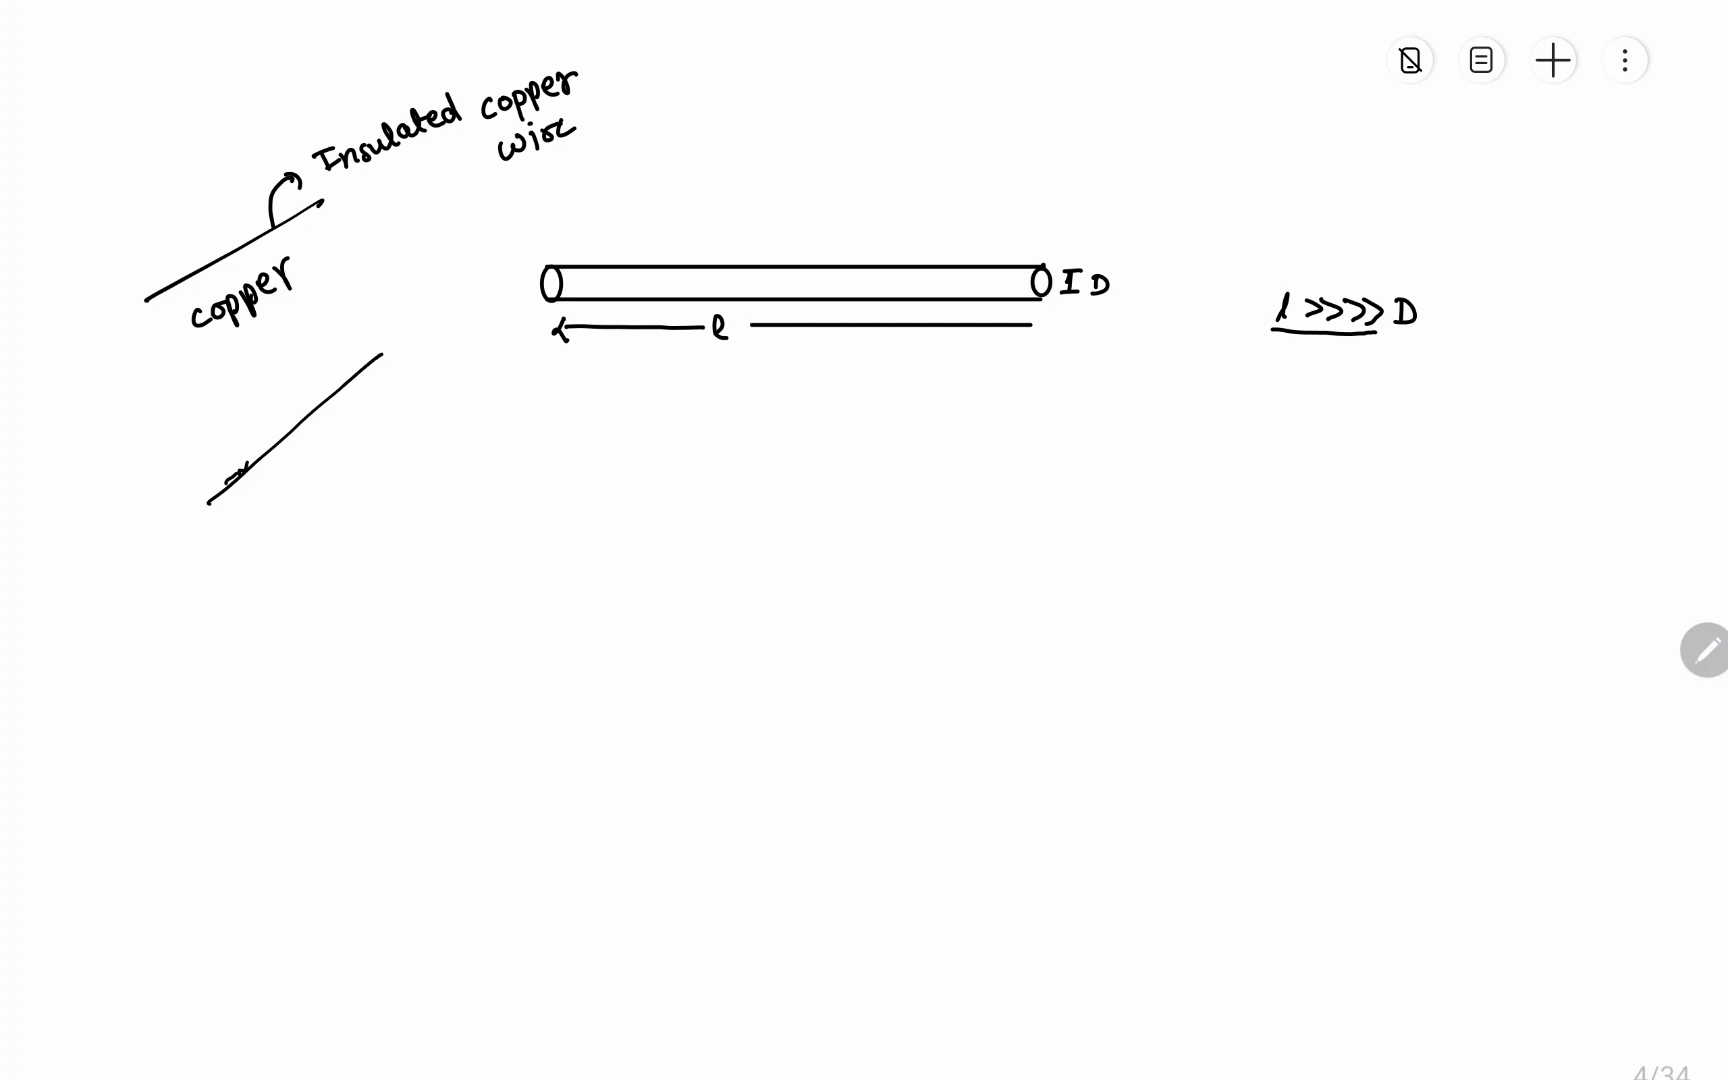 Insulated copper
wire
copper
I D
l
l >>>> D
4/34